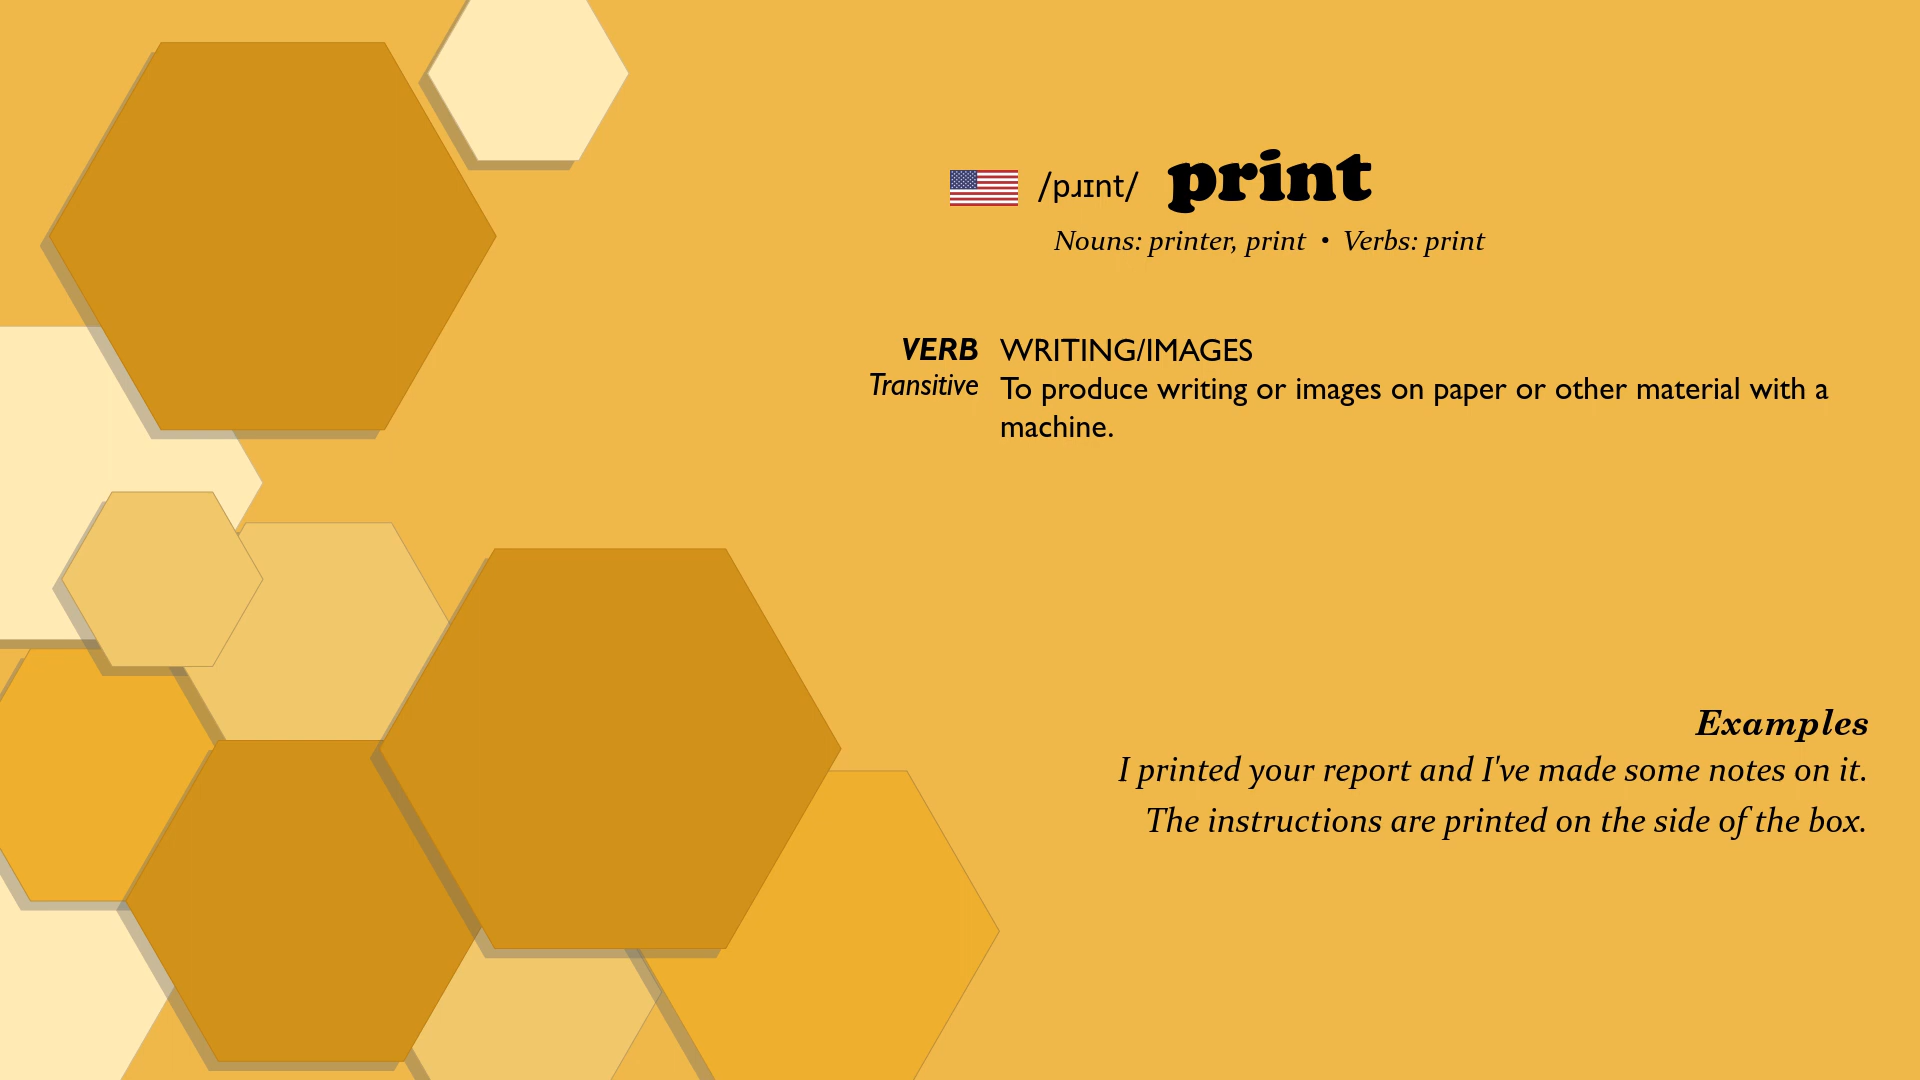 /pɹɪnt/ print
Nouns: printer, print • Verbs: print
VERB WRITING/IMAGES
Transitive To produce writing or images on paper or other material with a
machine.
Examples
I printed your report and I've made some notes on it.
The instructions are printed on the side of the box.